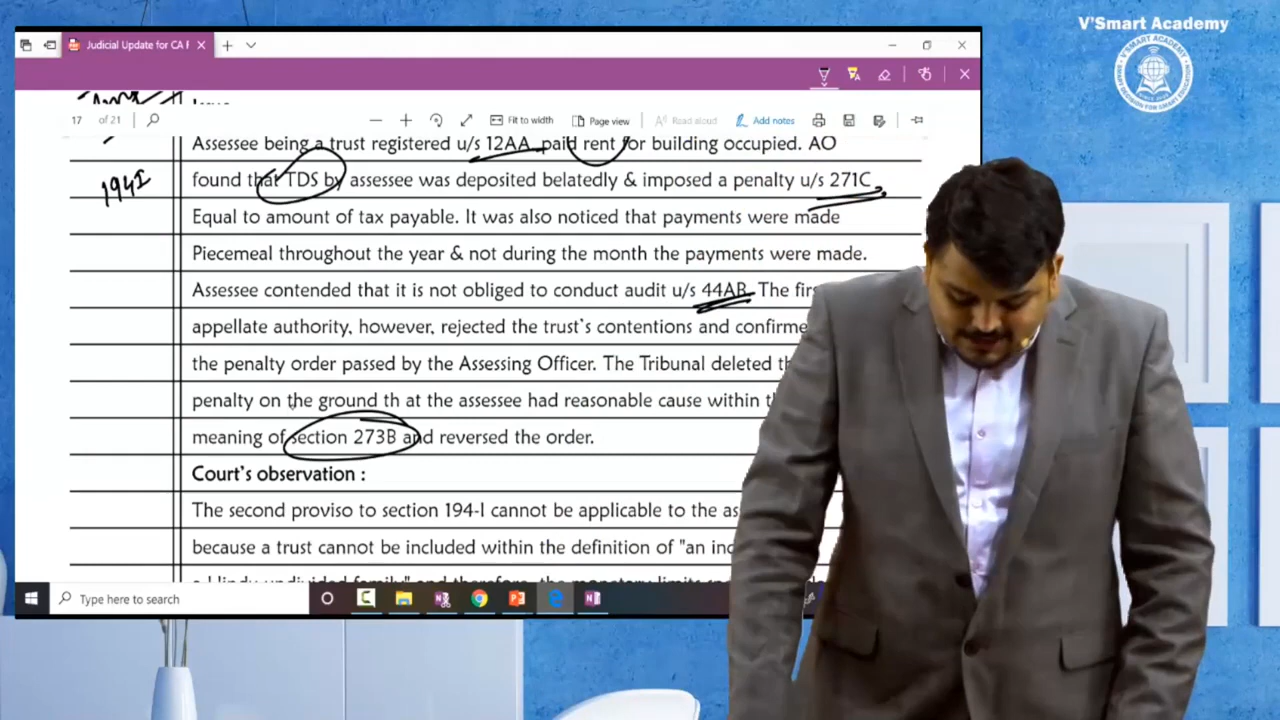 V'Smart Academy
Judicial Update for CA F
17 of 21
Fit to width
Page view
Read aloud
Add notes
Assessee being a trust registered u/s 12AA paid rent for building occupied. AO
194I
found that TDS by assessee was deposited belatedly & imposed a penalty u/s 271C,
Equal to amount of tax payable. It was also noticed that payments were made
Piecemeal throughout the year & not during the month the payments were made.
Assessee contended that it is not obliged to conduct audit u/s 44AB. The firs
appellate authority, however, rejected the trust's contentions and confirme
the penalty order passed by the Assessing Officer. The Tribunal deleted th
penalty on the ground th at the assessee had reasonable cause within th
meaning of section 273B and reversed the order.
Court's observation :
The second proviso to section 194-I cannot be applicable to the as
because a trust cannot be included within the definition of "an inc
Type here to search